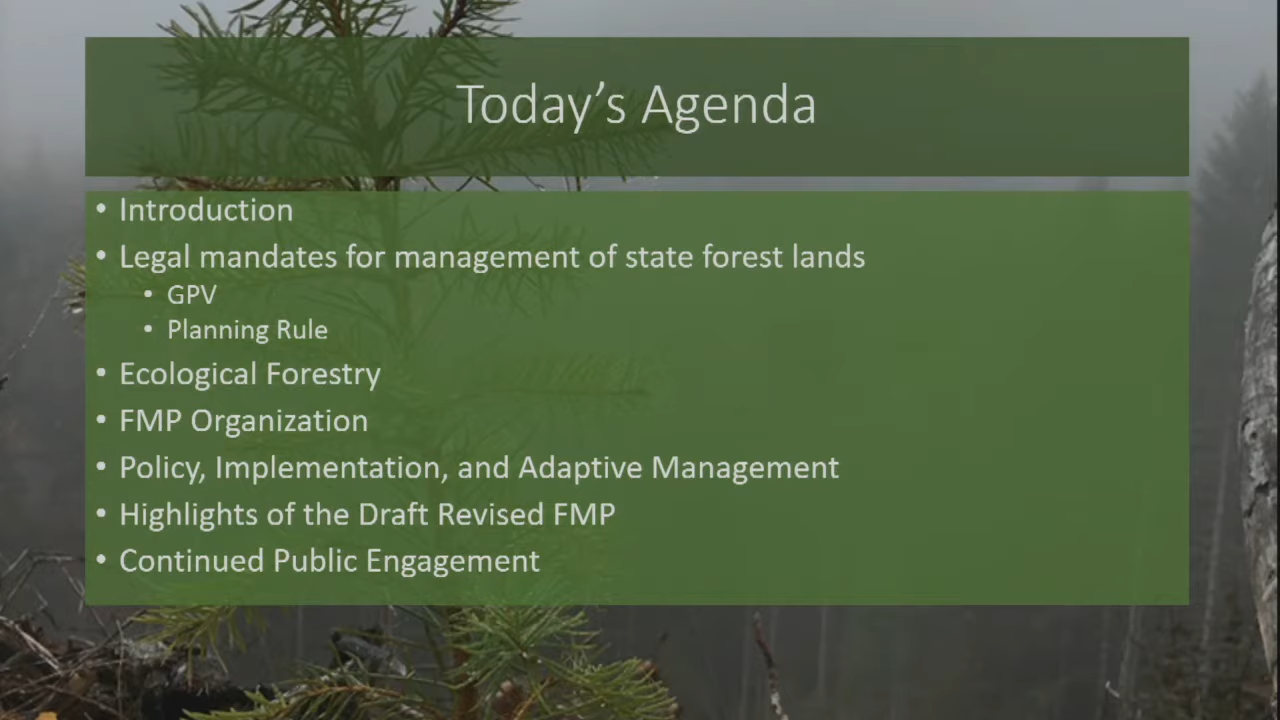 Today's Agenda
• Introduction
• Legal mandates for management of state forest lands
• GPV
• Planning Rule
• Ecological Forestry
• FMP Organization
• Policy, Implementation, and Adaptive Management
• Highlights of the Draft Revised FMP
• Continued Public Engagement